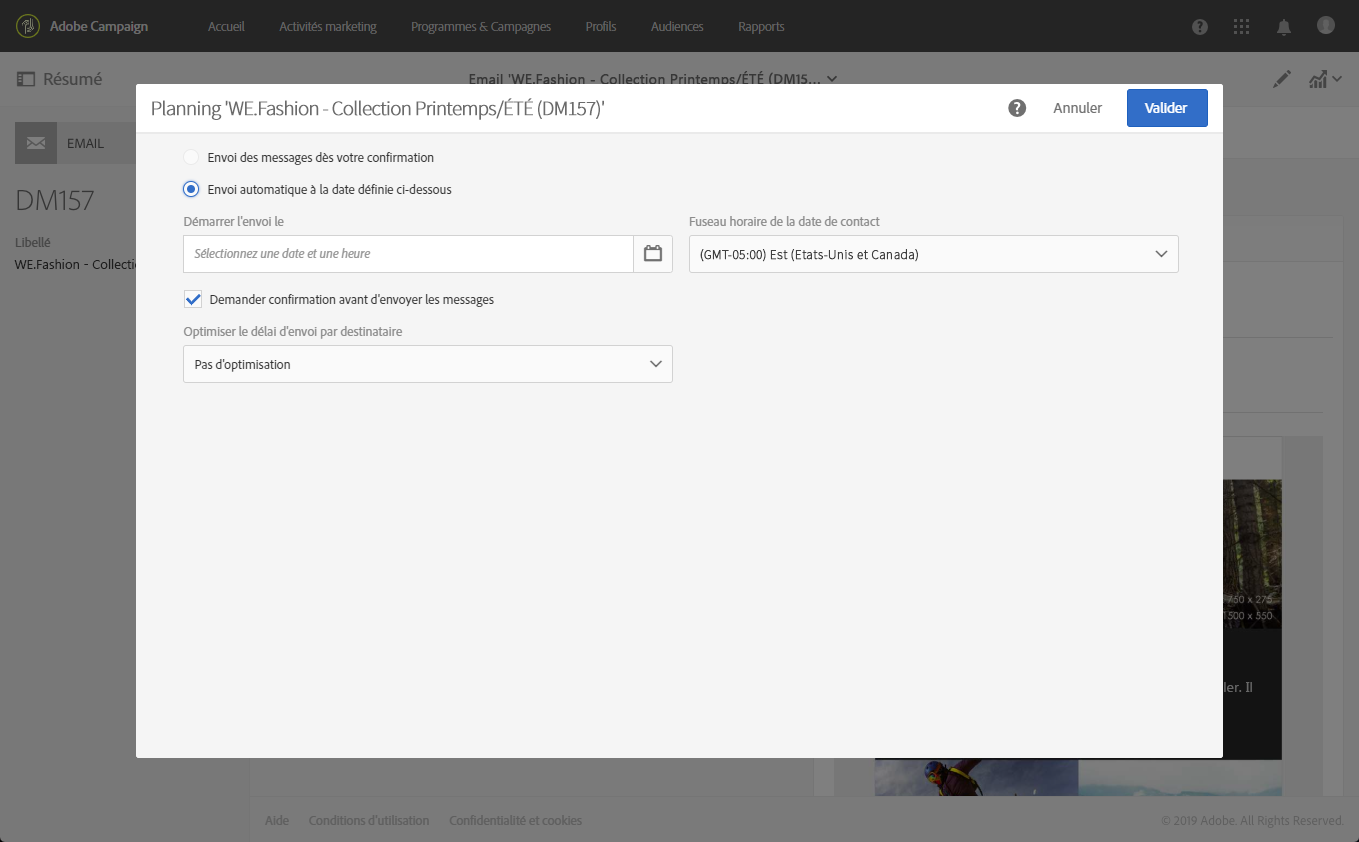 Adobe Campaign Accueil Activités marketing Programmes & Campagnes Profils Audiences Rapports
Résumé
Email 'WE.Fashion - Collection Printemps/ÉTÉ (DM15...
Planning 'WE.Fashion - Collection Printemps/ÉTÉ (DM157)'
Annuler
Valider
EMAIL
DM157
Libellé
WE.Fashion - Collecti
Envoi des messages dès votre confirmation
Envoi automatique à la date définie ci-dessous
Démarrer l'envoi le
Fuseau horaire de la date de contact
Sélectionnez une date et une heure
(GMT-05:00) Est (Etats-Unis et Canada)
Demander confirmation avant d'envoyer les messages
Optimiser le délai d'envoi par destinataire
Pas d'optimisation
750 x 275
1500 x 550
ler. Il
Aide Conditions d'utilisation Confidentialité et cookies
© 2019 Adobe. All Rights Reserved.